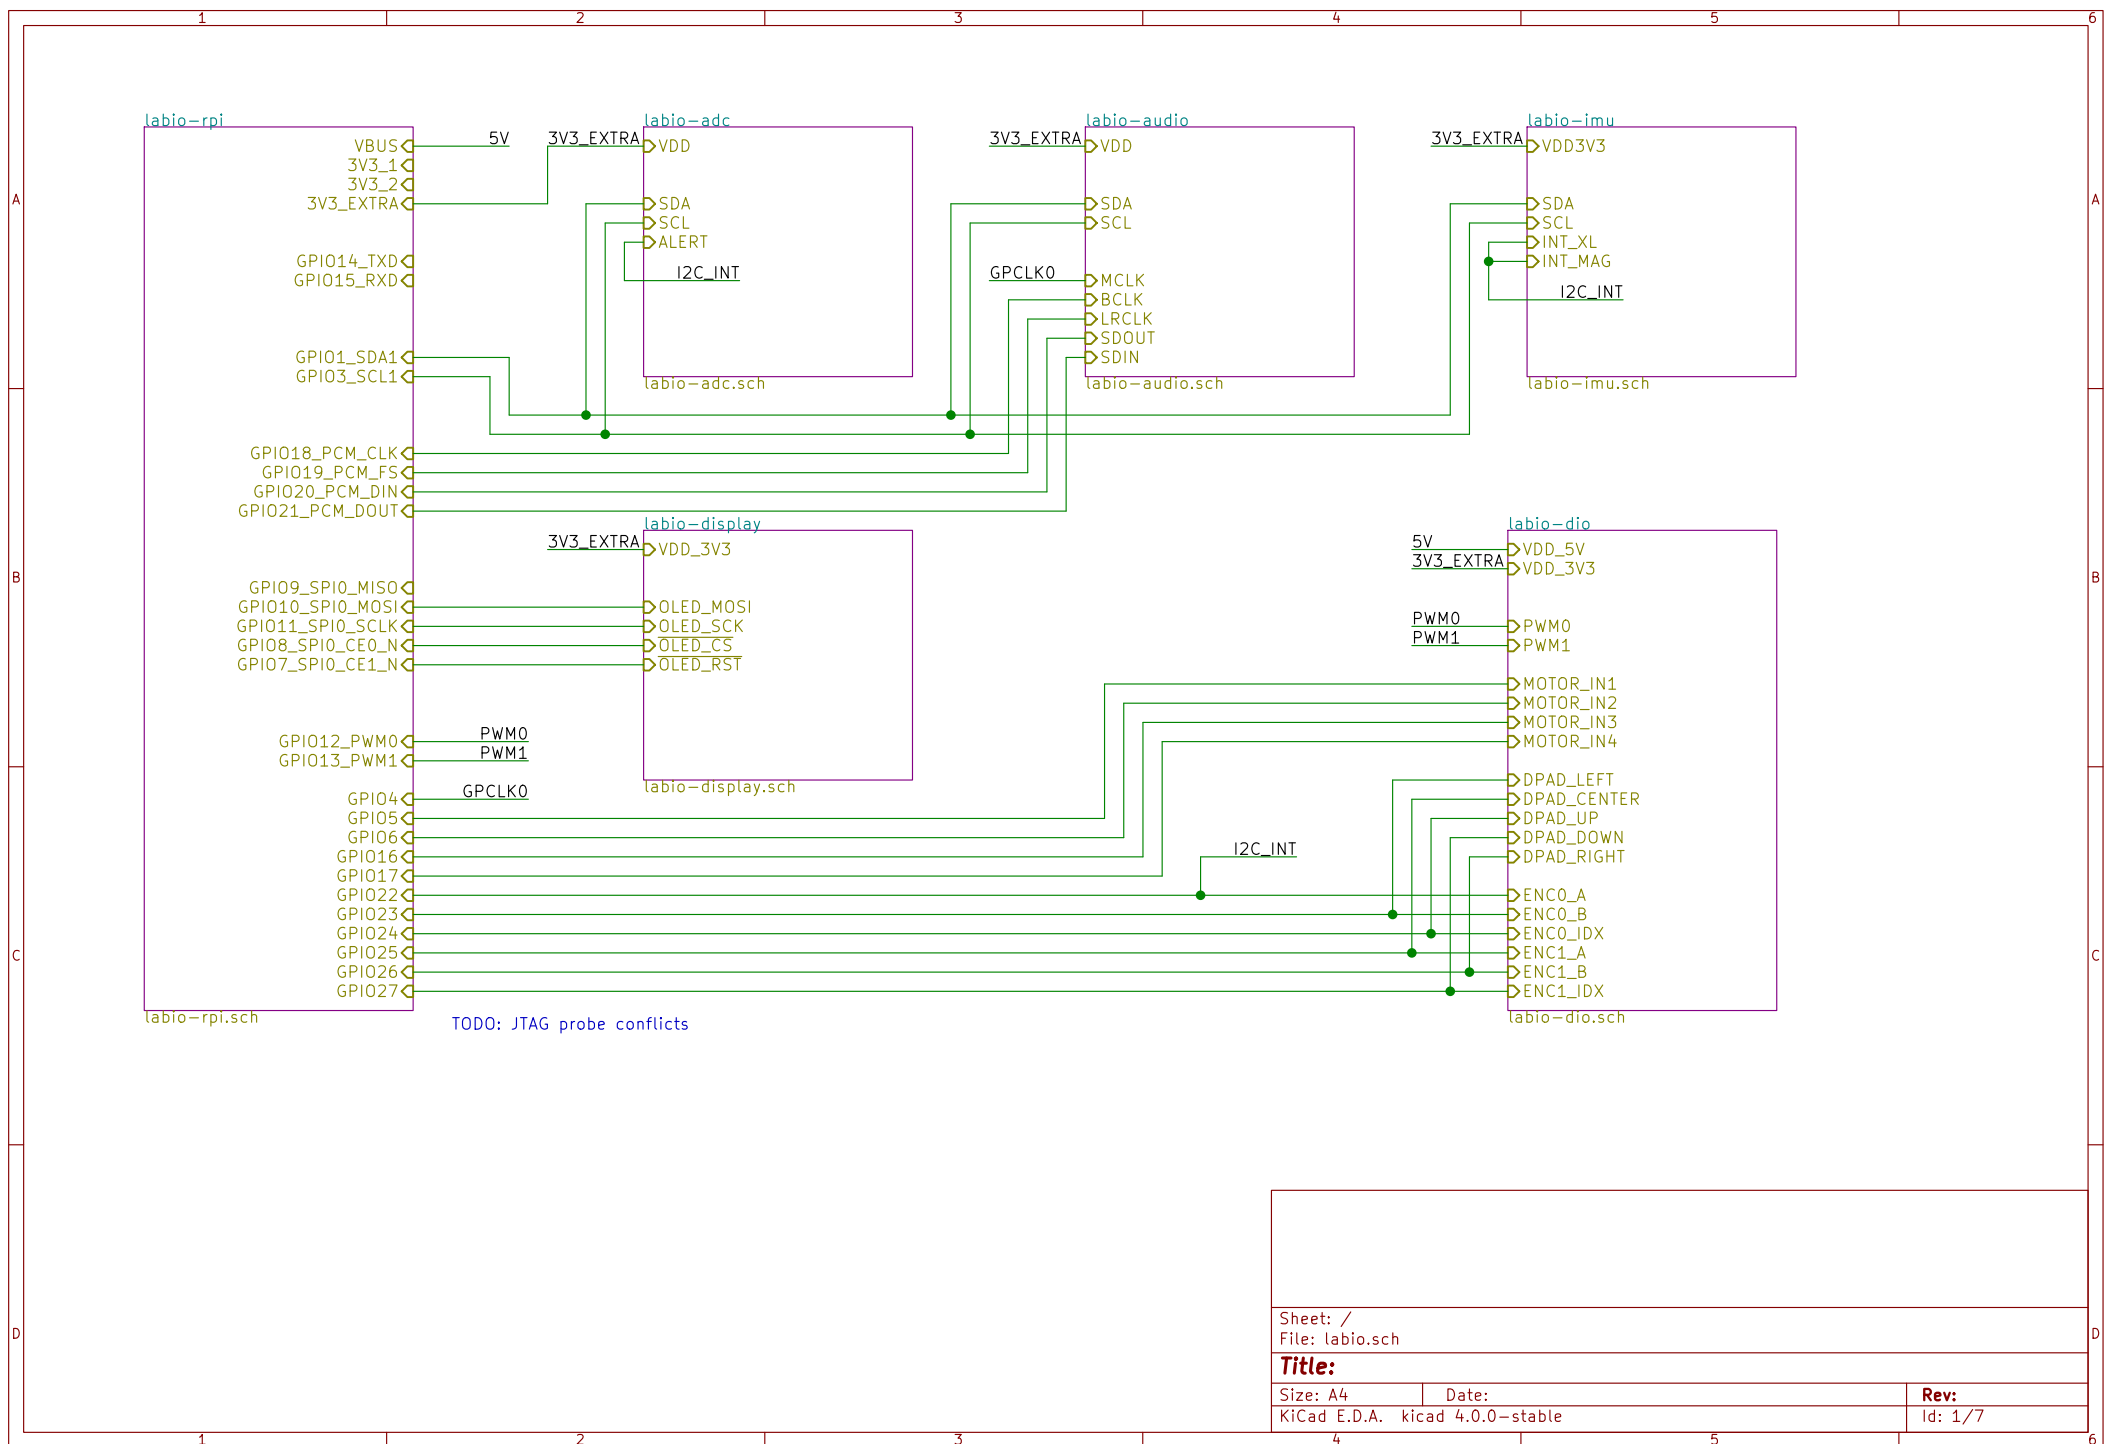 1 2 3 4 5 6
A
B
C
D
A
B
C
D
labio-rpi
VBUS
3V3_1
3V3_2
3V3_EXTRA
GPIO14_TXD
GPIO15_RXD
GPIO1_SDA1
GPIO3_SCL1
GPIO18_PCM_CLK
GPIO19_PCM_FS
GPIO20_PCM_DIN
GPIO21_PCM_DOUT
GPIO9_SPI0_MISO
GPIO10_SPI0_MOSI
GPIO11_SPI0_SCLK
GPIO8_SPI0_CE0_N
GPIO7_SPI0_CE1_N
GPIO12_PWM0
GPIO13_PWM1
GPIO4
GPIO5
GPIO6
GPIO16
GPIO17
GPIO22
GPIO23
GPIO24
GPIO25
GPIO26
GPIO27
labio-rpi.sch
5V
PWM0
PWM1
GPCLK0
TODO: JTAG probe conflicts
labio-adc
3V3_EXTRA
VDD
SDA
SCL
ALERT
I2C_INT
labio-adc.sch
labio-audio
3V3_EXTRA
VDD
SDA
SCL
GPCLK0
MCLK
BCLK
LRCLK
SDOUT
SDIN
labio-audio.sch
labio-imu
3V3_EXTRA
VDD3V3
SDA
SCL
INT_XL
INT_MAG
I2C_INT
labio-imu.sch
labio-display
3V3_EXTRA
VDD_3V3
OLED_MOSI
OLED_SCK
OLED_CS
OLED_RST
labio-display.sch
I2C_INT
labio-dio
5V
3V3_EXTRA
PWM0
PWM1
VDD_5V
VDD_3V3
PWM0
PWM1
MOTOR_IN1
MOTOR_IN2
MOTOR_IN3
MOTOR_IN4
DPAD_LEFT
DPAD_CENTER
DPAD_UP
DPAD_DOWN
DPAD_RIGHT
ENC0_A
ENC0_B
ENC0_IDX
ENC1_A
ENC1_B
ENC1_IDX
labio-dio.sch
Sheet: /
File: labio.sch
Title:
Size: A4 Date: Rev:
KiCad E.D.A. kicad 4.0.0-stable Id: 1/7
1 2 3 4 5 6